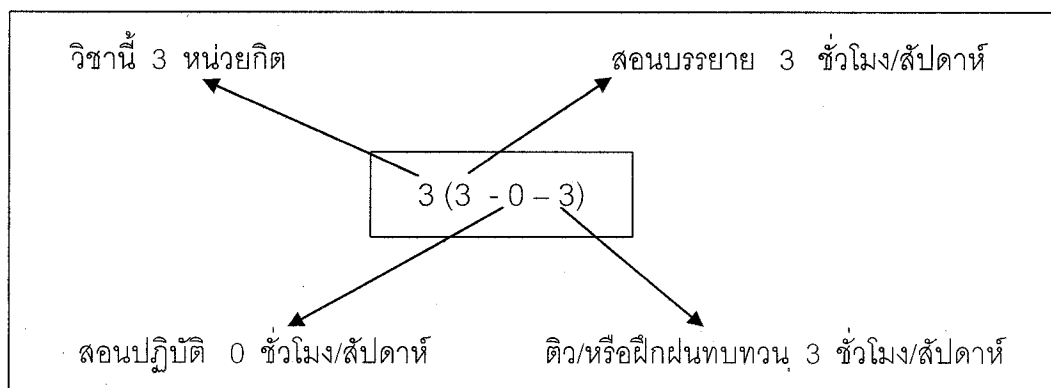 วิชานี้ 3 หน่วยกิต
สอนบรรยาย 3 ชั่วโมง/สัปดาห์
3 (3 - 0 – 3)
สอนปฏิบัติ 0 ชั่วโมง/สัปดาห์
ติว/หรือฝึกฝนทบทวน 3 ชั่วโมง/สัปดาห์